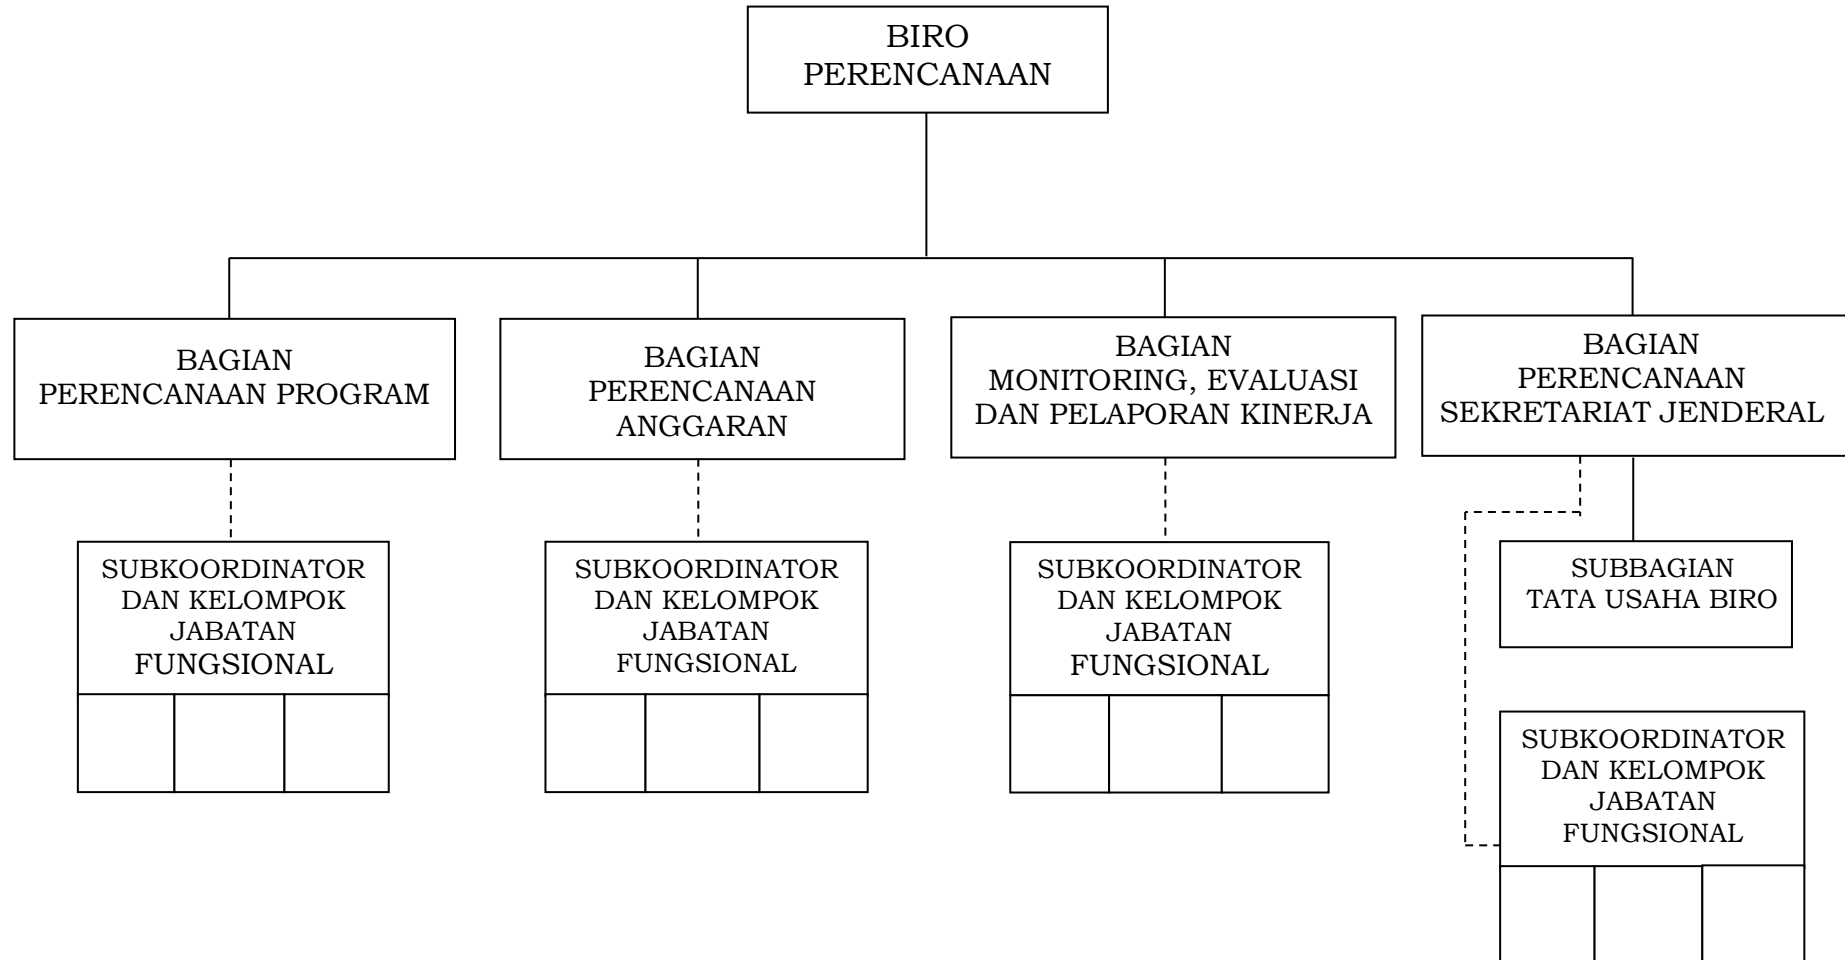 BIRO
PERENCANAAN
BAGIAN
PERENCANAAN PROGRAM
BAGIAN
PERENCANAAN
ANGGARAN
BAGIAN
MONITORING, EVALUASI
DAN PELAPORAN KINERJA
BAGIAN
PERENCANAAN
SEKRETARIAT JENDERAL
SUBKOORDINATOR
DAN KELOMPOK
JABATAN
FUNGSIONAL
SUBKOORDINATOR
DAN KELOMPOK
JABATAN
FUNGSIONAL
SUBKOORDINATOR
DAN KELOMPOK
JABATAN
FUNGSIONAL
SUBBAGIAN
TATA USAHA BIRO
SUBKOORDINATOR
DAN KELOMPOK
JABATAN
FUNGSIONAL